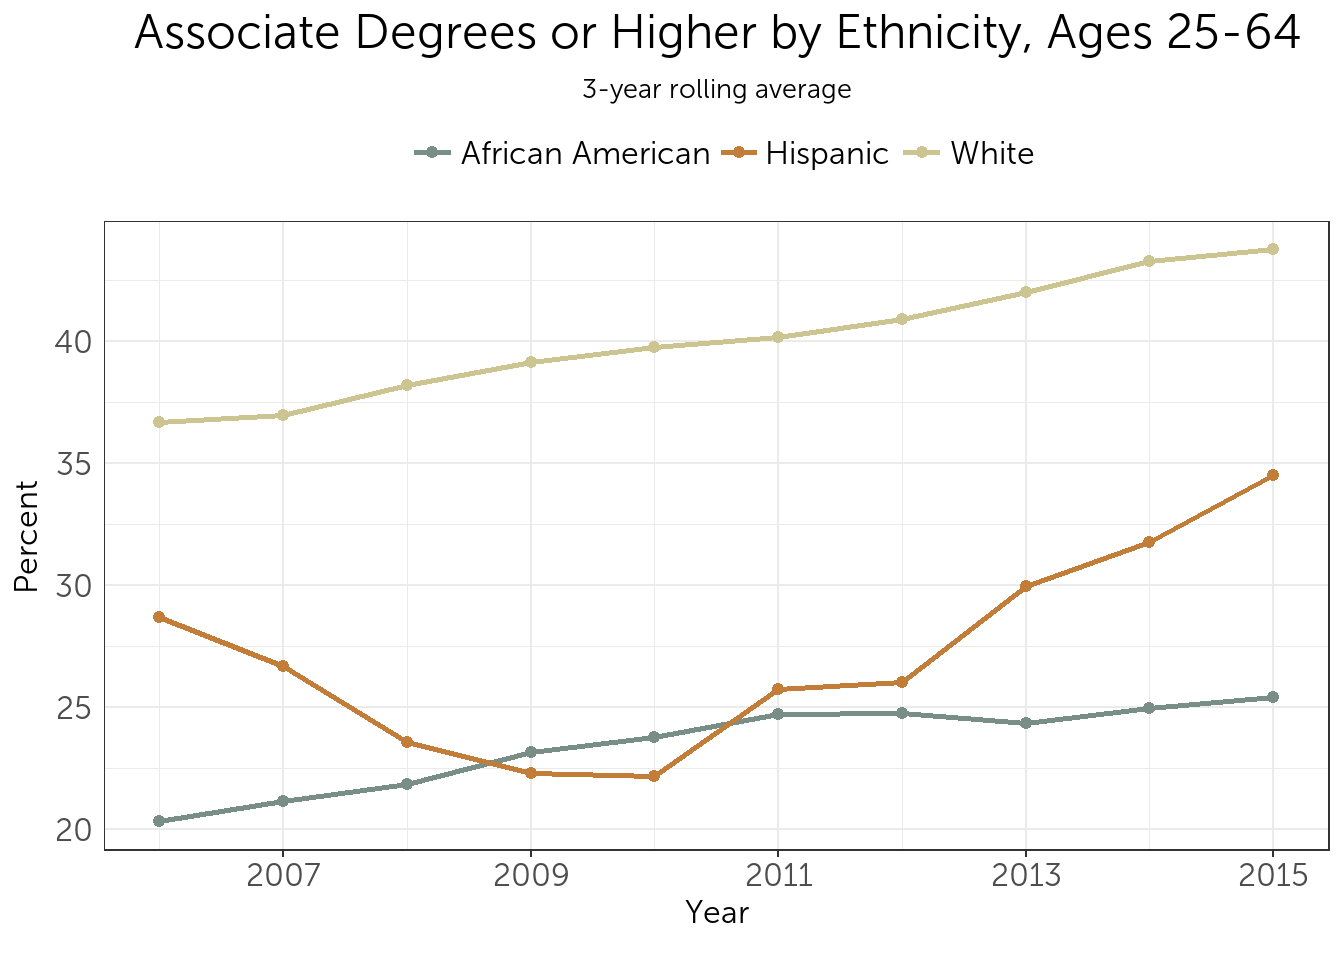 Associate Degrees or Higher by Ethnicity, Ages 25-64
3-year rolling average
African American Hispanic White
40
35
30
25
20
Percent
2007 2009 2011 2013 2015
Year